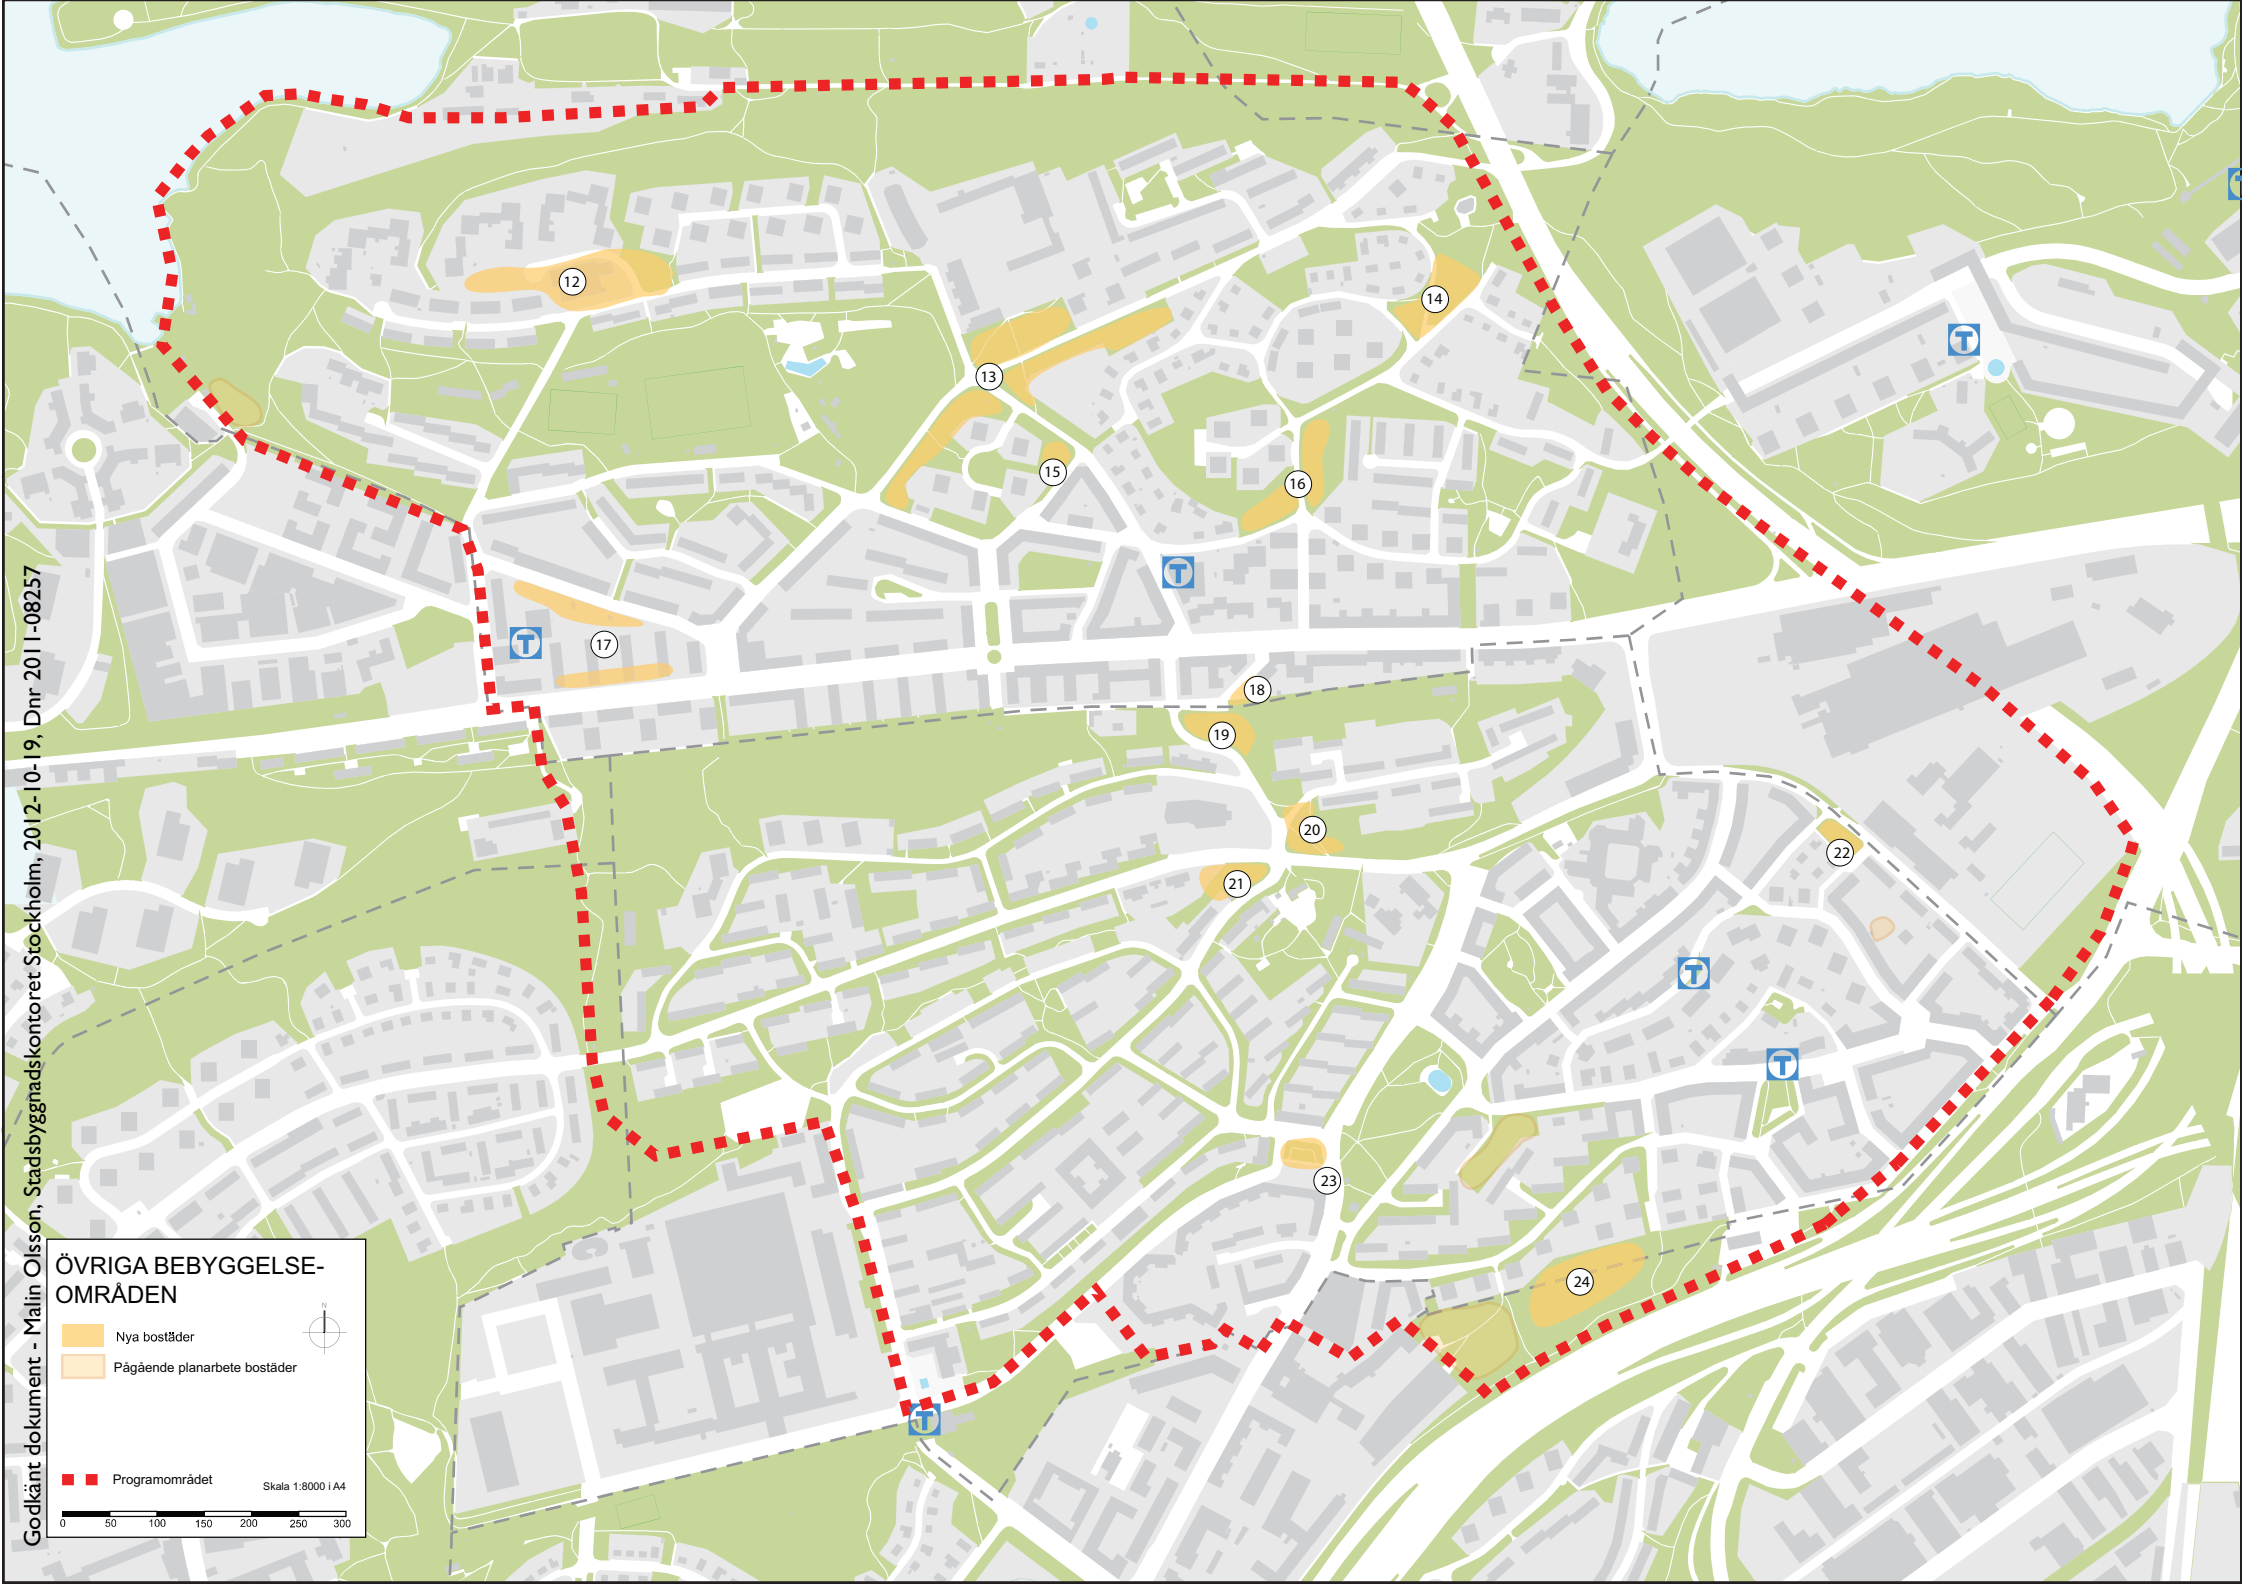 12
13
14
15
16
17
18
19
20
21
22
23
24
T
T
T
T
T
T
Godkänt dokument - Malin Olsson, Stadsbyggnadskontoret Stockholm, 2012-10-19, Dnr 2011-08257
ÖVRIGA BEBYGGELSE-
OMRÅDEN
N
Nya bostäder
Pågående planarbete bostäder
Programområdet
Skala 1:8000 i A4
0 50 100 150 200 250 300